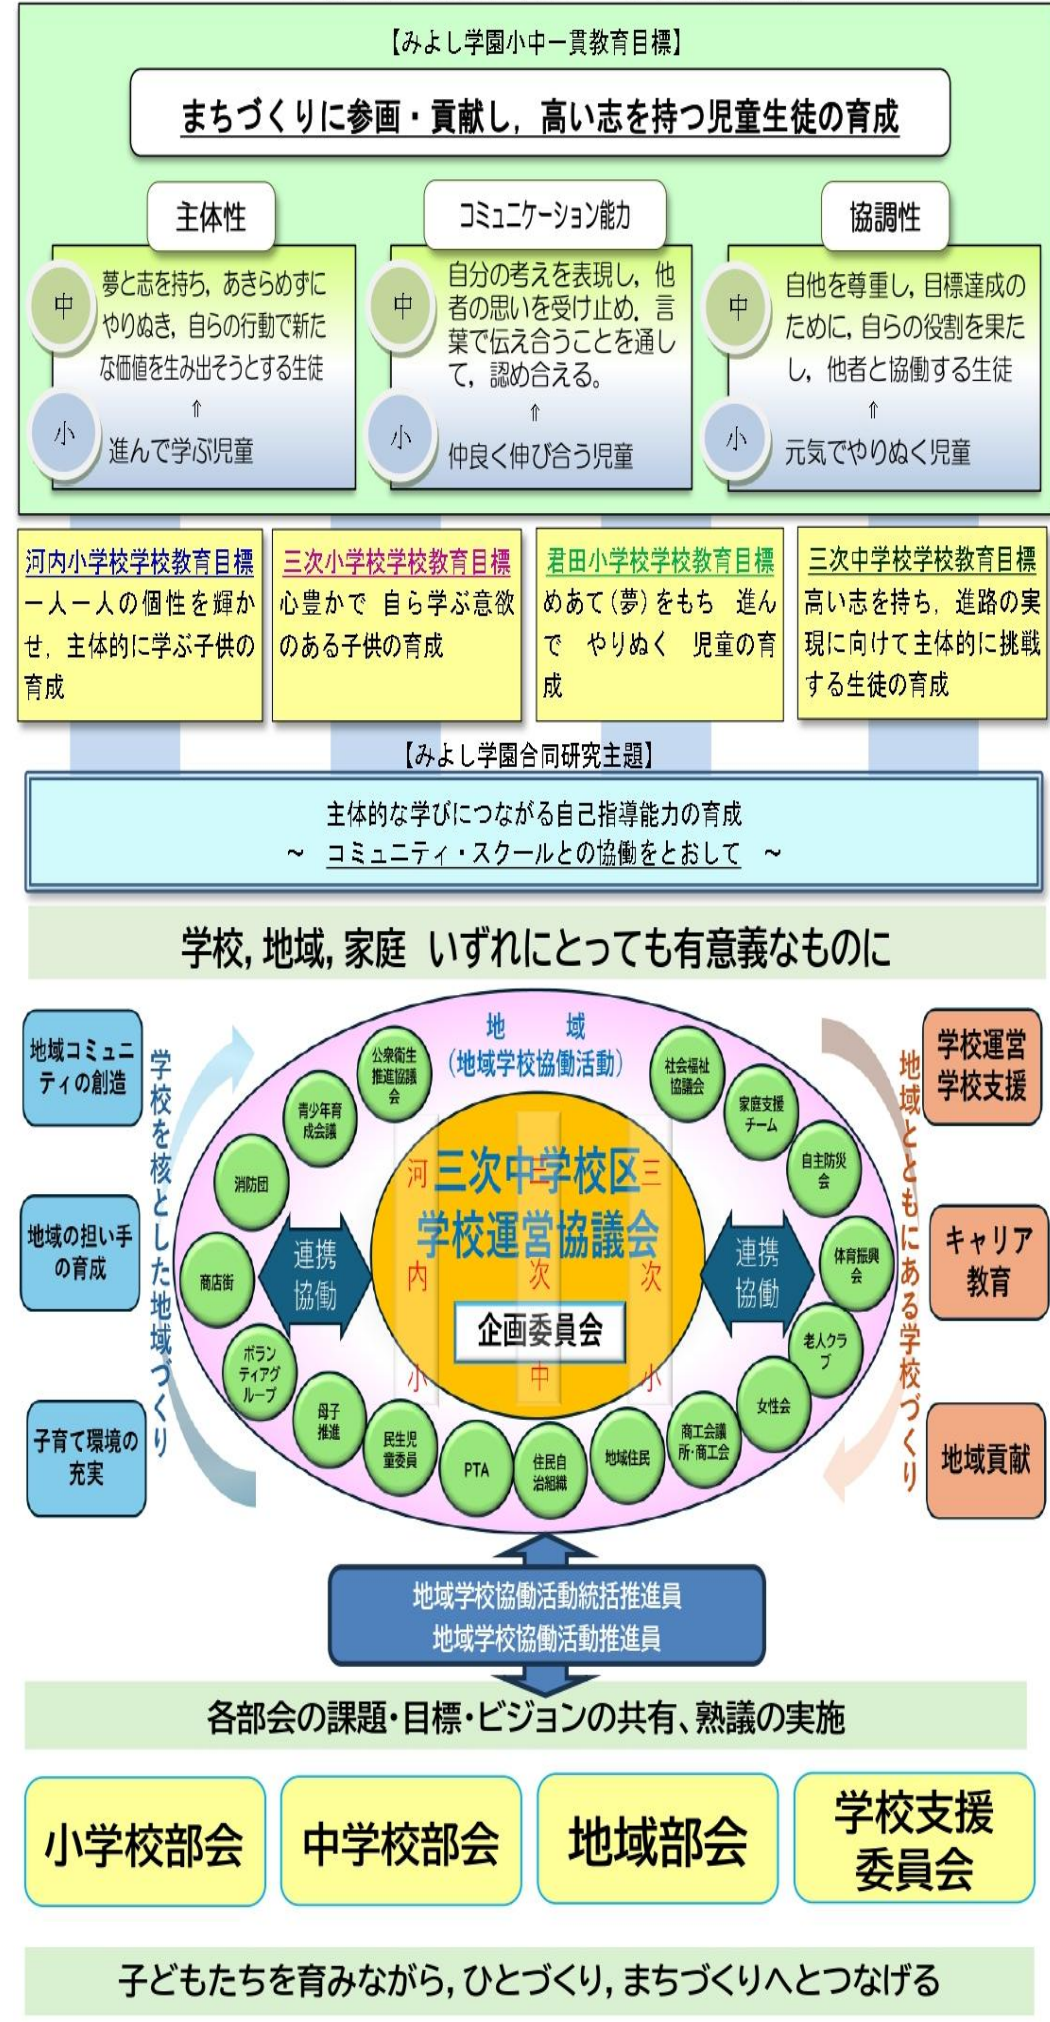 【みよし学園小中一貫教育目標】
まちづくりに参画・貢献し，高い志を持つ児童生徒の育成
主体性
中
夢と志を持ち，あきらめずに
やりぬき，自らの行動で新た
な価値を生み出そうとする生徒
⇑
小
進んで学ぶ児童
コミュニケーション能力
中
自分の考えを表現し，他
者の思いを受け止め，言
葉で伝え合うことを通し
て，認め合える。
⇑
小
仲良く伸び合う児童
協調性
中
自他を尊重し，目標達成の
ために，自らの役割を果た
し，他者と協働する生徒
⇑
小
元気でやりぬく児童
河内小学校学校教育目標
一人一人の個性を輝か
せ，主体的に学ぶ子供の
育成
三次小学校学校教育目標
心豊かで 自ら学ぶ意欲
のある子供の育成
君田小学校学校教育目標
めあて(夢)をもち　進ん
で　やりぬく　児童の育
成
三次中学校学校教育目標
高い志を持ち，進路の実
現に向けて主体的に挑戦
する生徒の育成
【みよし学園合同研究主題】
主体的な学びにつながる自己指導能力の育成
～　コミュニティ・スクールとの協働をとおして　～
学校，地域，家庭　いずれにとっても有意義なものに
地域コミュニ
ティの創造
地域の担い手
の育成
子育て環境の
充実
学校を核とした地域づくり
地　域
(地域学校協働活動)
公衆衛生
推進協議
会
青少年育
成会議
消防団
商店街
ボラン
ティアグ
ループ
母子
推進
民生児
童委員
PTA
住民自
治組織
地域住民
商工会議
所・商工会
女性会
老人クラ
ブ
体育振興
会
自主防災
会
家庭支援
チーム
社会福祉
協議会
連携
協働
三次中学校区
学校運営協議会
企画委員会
河内小
三次中
三次小
連携
協働
地域とともにある学校づくり
学校運営
学校支援
キャリア
教育
地域貢献
地域学校協働活動統括推進員
地域学校協働活動推進員
各部会の課題・目標・ビジョンの共有、熟議の実施
小学校部会
中学校部会
地域部会
学校支援
委員会
子どもたちを育みながら，ひとづくり，まちづくりへとつなげる